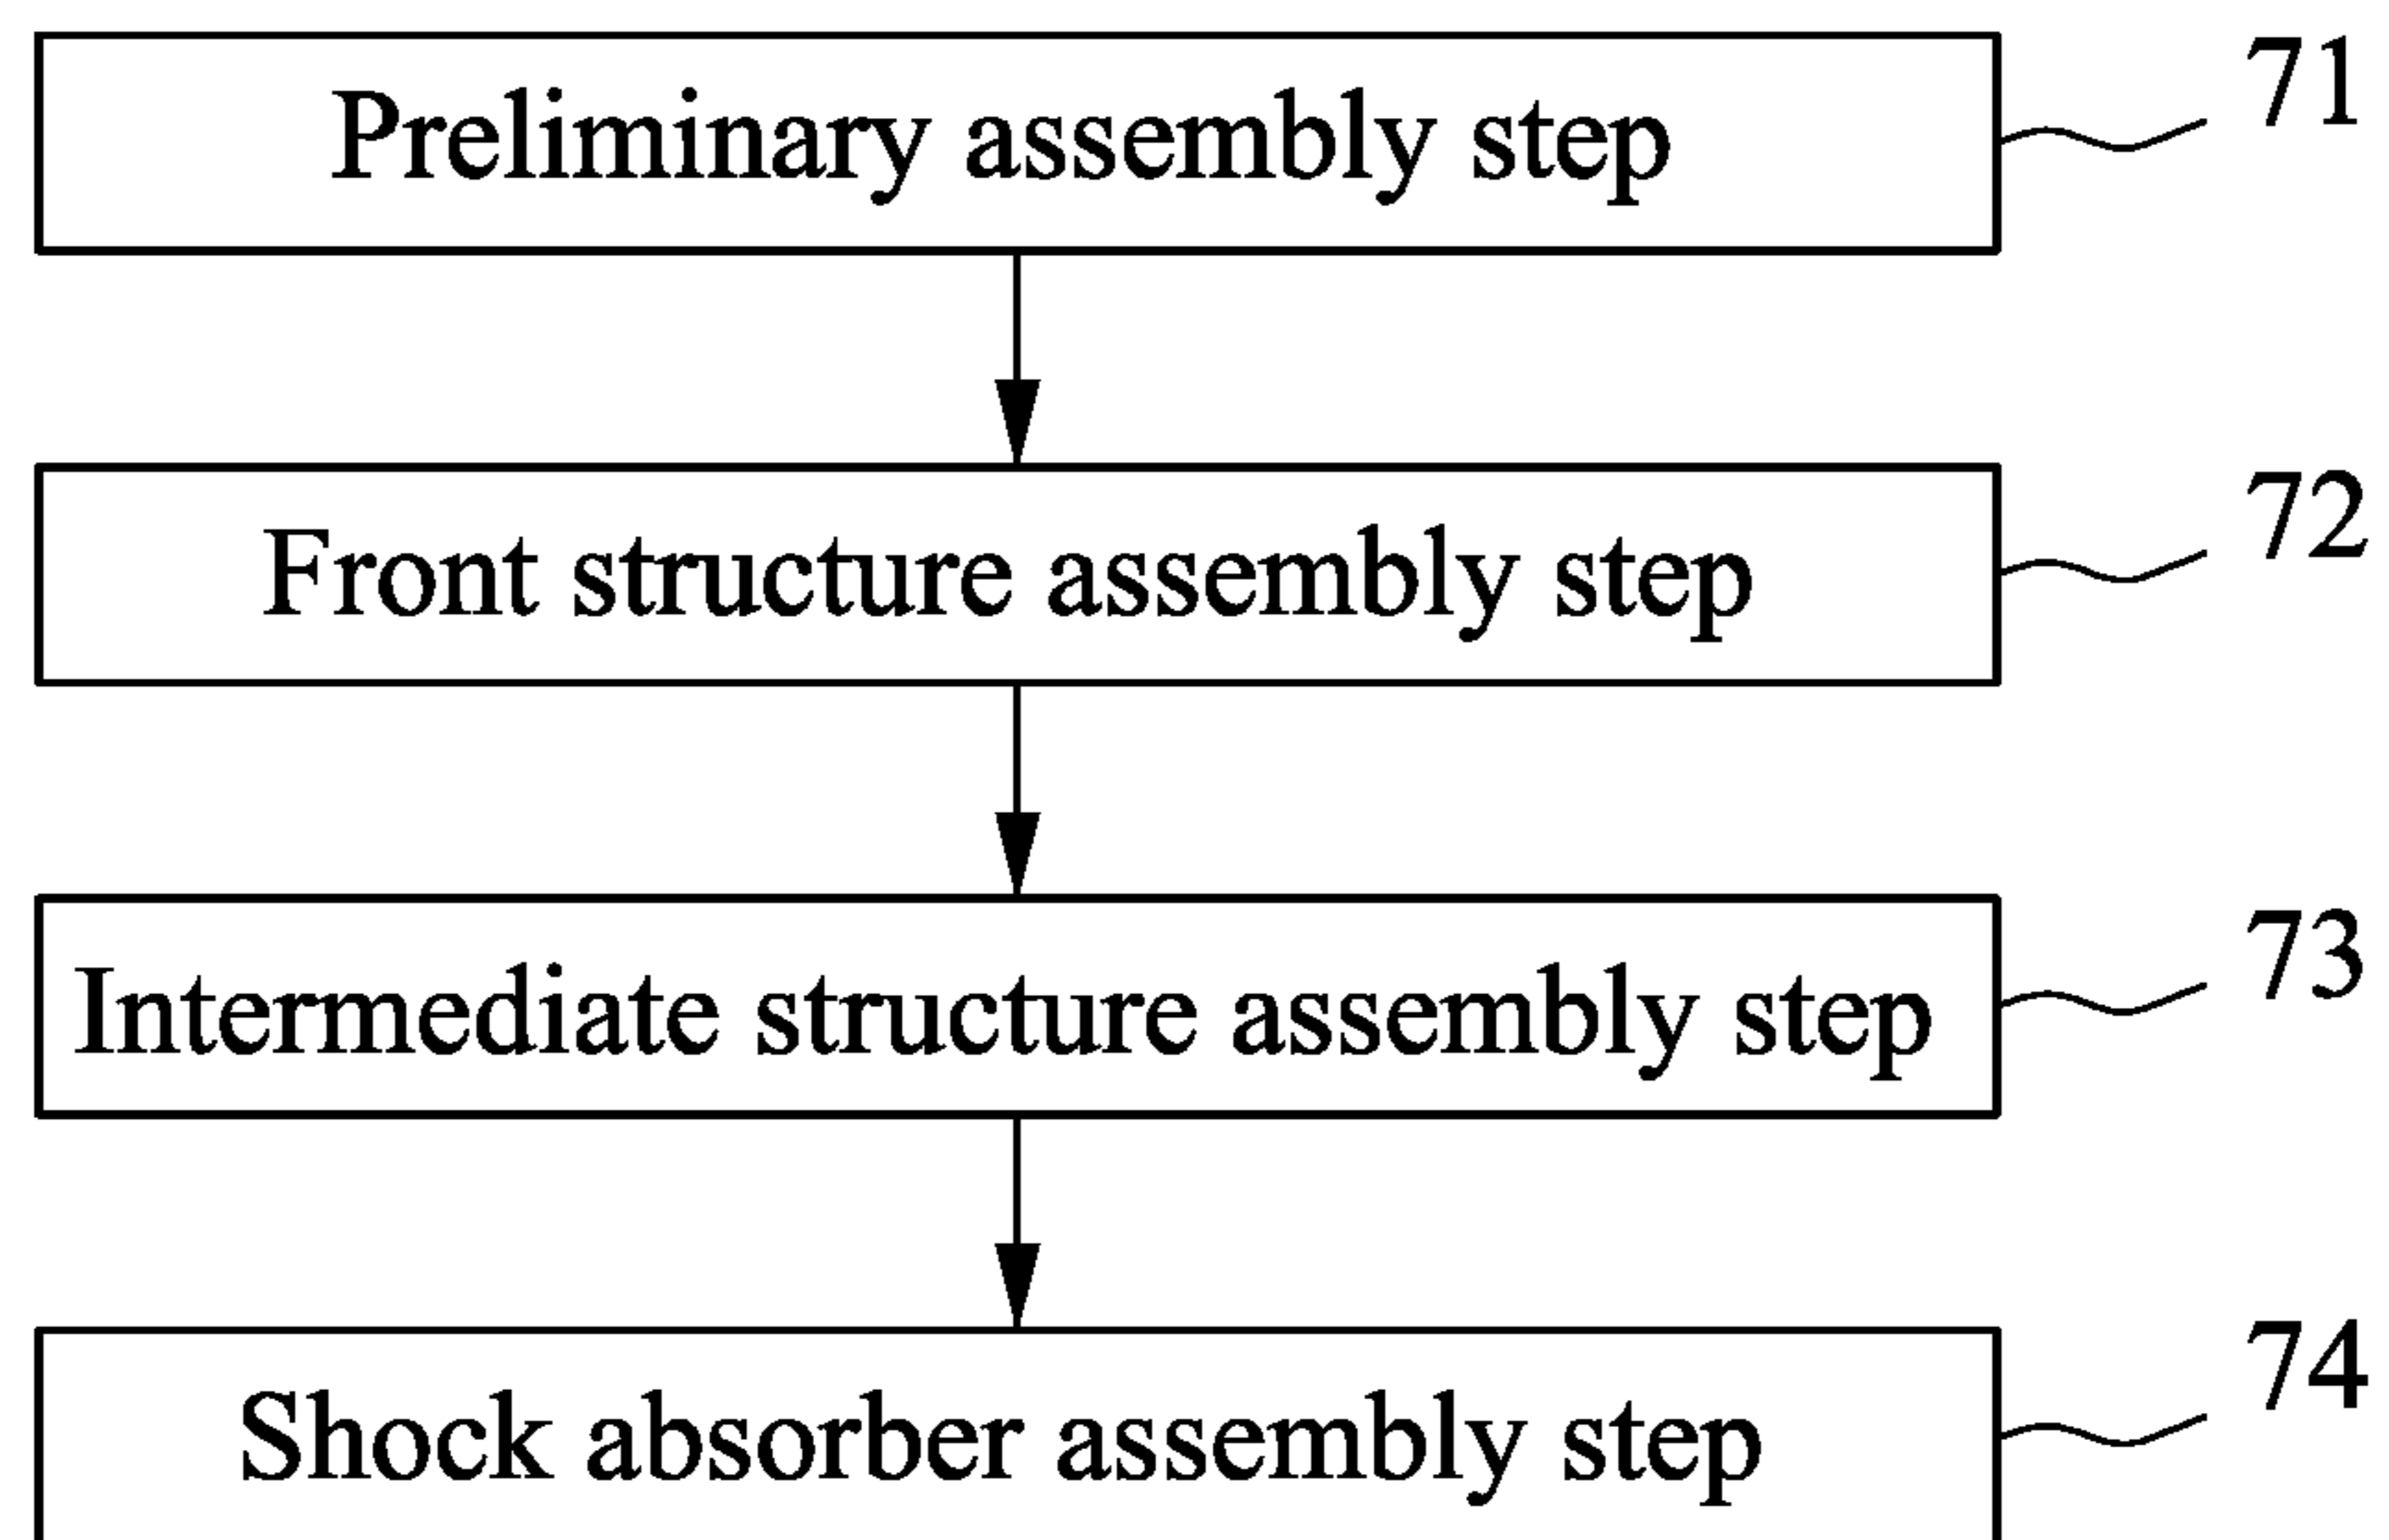 Preliminary assembly step
71
Front structure assembly step
72
Intermediate structure assembly step
73
Shock absorber assembly step
74